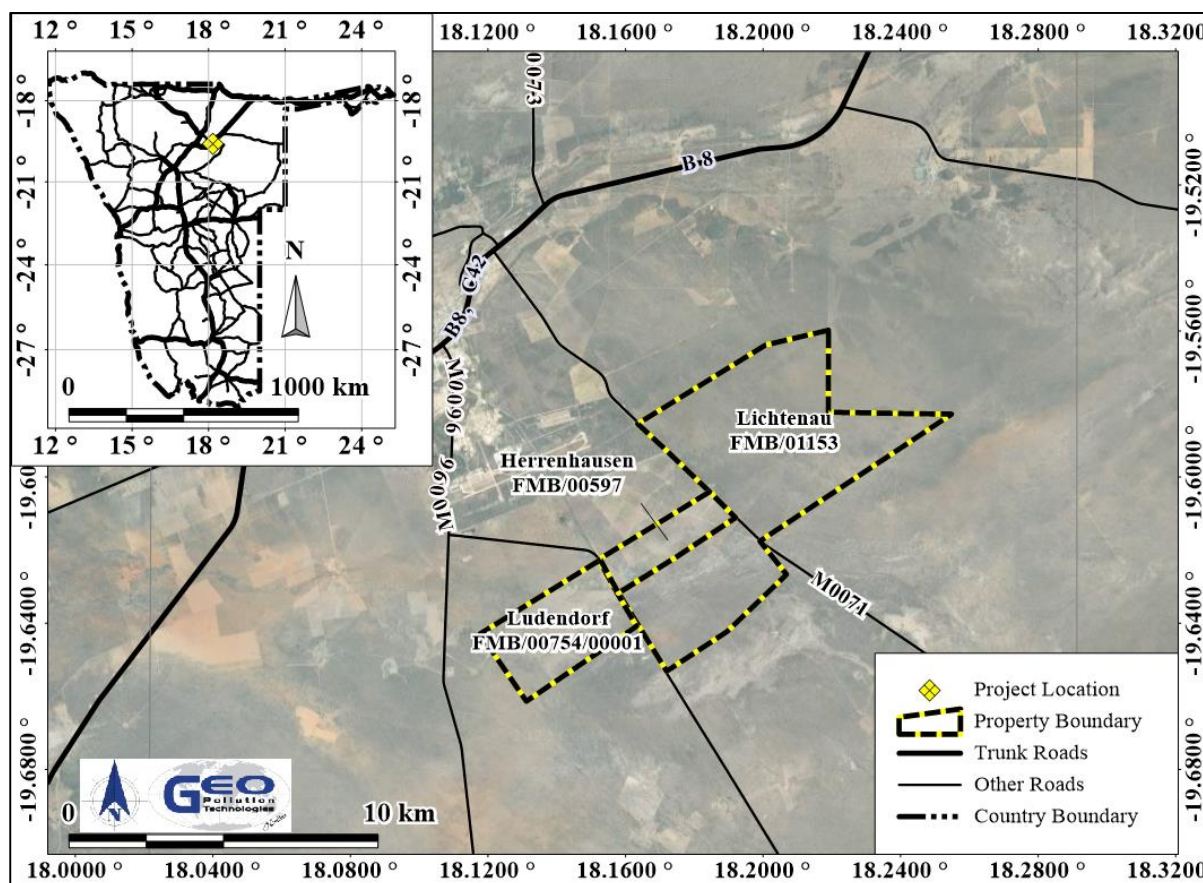 12 ° 15 ° 18 ° 21 ° 24 °
18.1200 ° 18.1600 ° 18.2000 ° 18.2400 ° 18.2800 ° 18.3200 °
-18 °
-21 °
-24 °
-27 °
N
0 1000 km
12 ° 15 ° 18 ° 21 ° 24 °
0073
B 8
B8, C42
M0096
M0096
-19.5200 °
-19.5600 °
-19.6000 °
-19.6400 °
-19.6800 °
Lichtenau
FMB/01153
Herrenhausen
FMB/00597
-19.60
-19.6400 °
-19.6800 °
Ludendorf
FMB/00754/00001
M0071
Project Location
Property Boundary
Trunk Roads
Other Roads
Country Boundary
N
GEO
Pollution
Technologies
0 10 km
18.0000 ° 18.0400 ° 18.0800 ° 18.1200 ° 18.1600 ° 18.2000 ° 18.2400 ° 18.2800 ° 18.3200 °